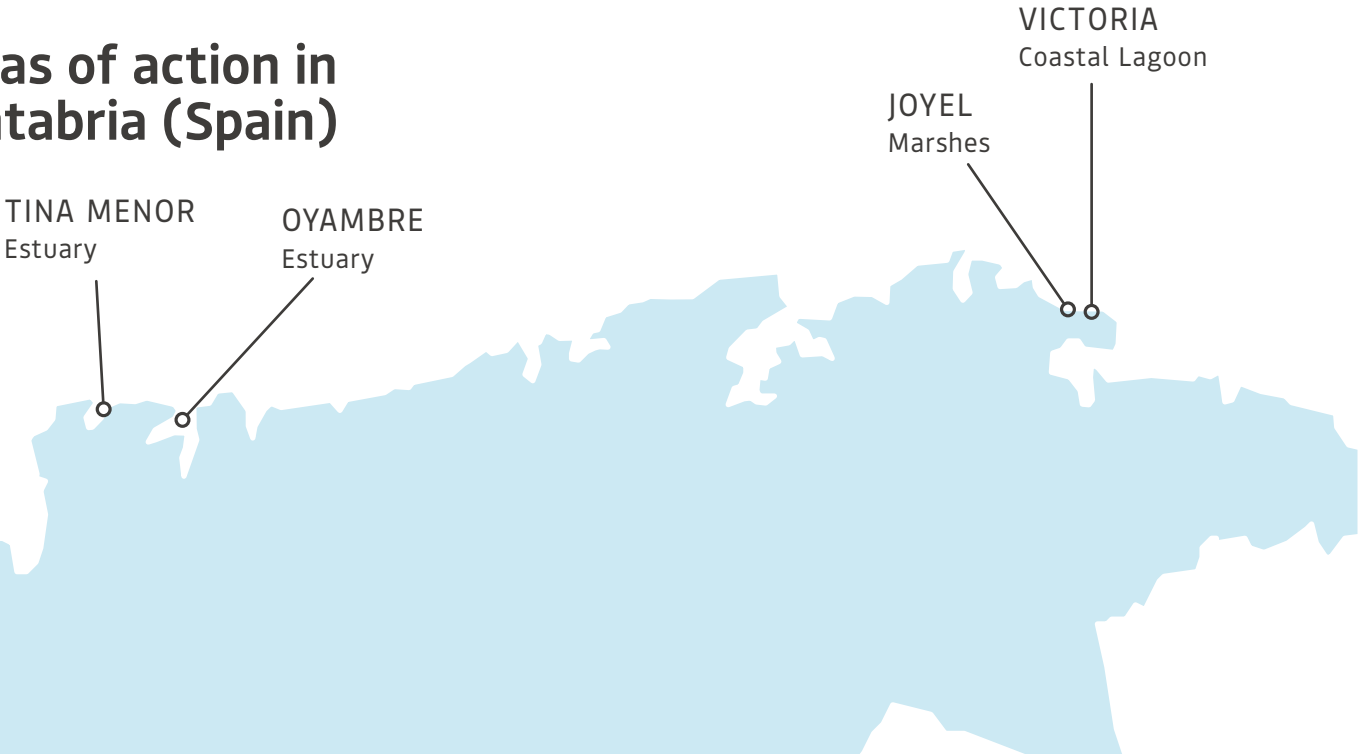 as of action in
tabria (Spain)
TINA MENOR
Estuary
OYAMBRE
Estuary
JOYEL
Marshes
VICTORIA
Coastal Lagoon